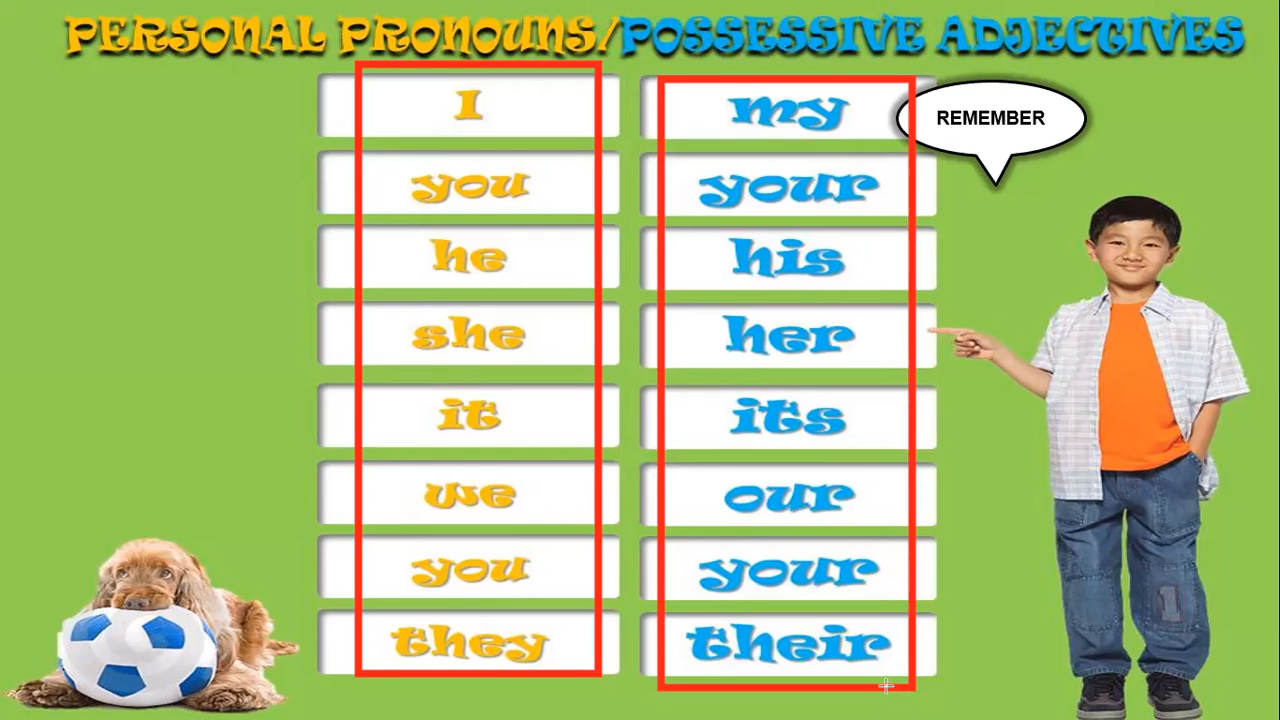 PERSONAL PRONOUNS/POSSESSIVE ADJECTIVES
I my
you your
he his
she her
it its
we our
you your
they their
REMEMBER
1